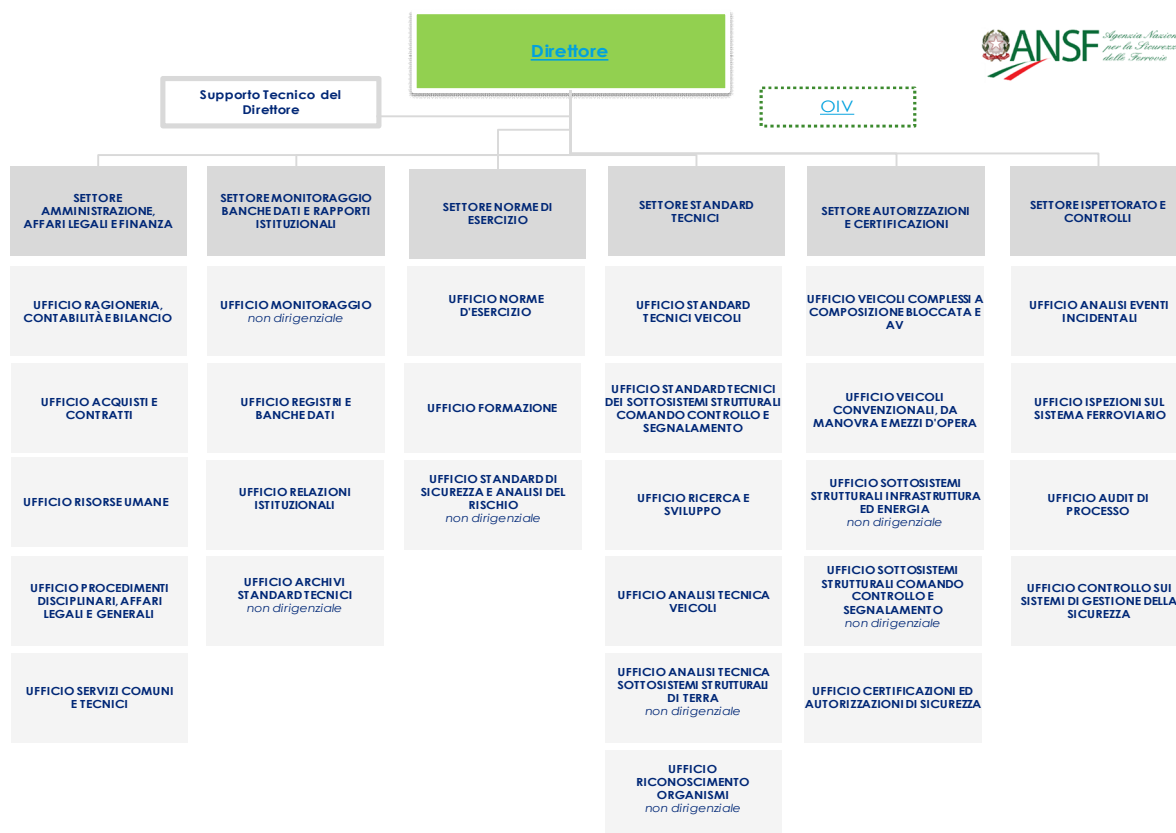 Direttore
ANSF
Agenzia
per la
delle Ferrovie
Supporto Tecnico del
Direttore
OIV
SETTORE
AMMINISTRAZIONE,
AFFARI LEGALI E FINANZA
UFFICIO RAGIONERIA,
CONTABILITÀ E BILANCIO
UFFICIO ACQUISTI E
CONTRATTI
UFFICIO RISORSE UMANE
UFFICIO PROCEDIMENTI
DISCIPLINARI, AFFARI
LEGALI E GENERALI
UFFICIO SERVIZI COMUNI
E TECNICI
SETTORE MONITORAGGIO
BANCHE DATI E RAPPORTI
ISTITUZIONALI
UFFICIO MONITORAGGIO
non dirigenziale
UFFICIO REGISTRI E
BANCHE DATI
UFFICIO RELAZIONI
ISTITUZIONALI
UFFICIO ARCHIVI
STANDARD TECNICI
non dirigenziale
SETTORE NORME DI
ESERCIZIO
UFFICIO NORME
D'ESERCIZIO
UFFICIO FORMAZIONE
UFFICIO STANDARD DI
SICUREZZA E ANALISI DEL
RISCHIO
non dirigenziale
SETTORE STANDARD
TECNICI
UFFICIO STANDARD
TECNICI VEICOLI
UFFICIO STANDARD TECNICI
DEI SOTTOSISTEMI STRUTTURALI
COMANDO CONTROLLO E
SEGNALAMENTO
UFFICIO RICERCA E
SVILUPPO
UFFICIO ANALISI TECNICA
VEICOLI
UFFICIO ANALISI TECNICA
SOTTOSISTEMI STRUTTURALI
DI TERRA
non dirigenziale
UFFICIO
RICONOSCIMENTO
ORGANISMI
non dirigenziale
SETTORE AUTORIZZAZIONI
E CERTIFICAZIONI
UFFICIO VEICOLI COMPLESSI A
COMPOSIZIONE BLOCCATA E
AV
UFFICIO VEICOLI
CONVENZIONALI, DA
MANOVRA E MEZZI D'OPERA
UFFICIO SOTTOSISTEMI
STRUTTURALI INFRASTRUTTURA
ED ENERGIA
non dirigenziale
UFFICIO SOTTOSISTEMI
STRUTTURALI COMANDO
CONTROLLO E
SEGNALAMENTO
non dirigenziale
UFFICIO CERTIFICAZIONI ED
AUTORIZZAZIONI DI SICUREZZA
SETTORE ISPETTORATO E
CONTROLLI
UFFICIO ANALISI EVENTI
INCIDENTALI
UFFICIO ISPEZIONI SUL
SISTEMA FERROVIARIO
UFFICIO AUDIT DI
PROCESSO
UFFICIO CONTROLLO SUI
SISTEMI DI GESTIONE DELLA
SICUREZZA